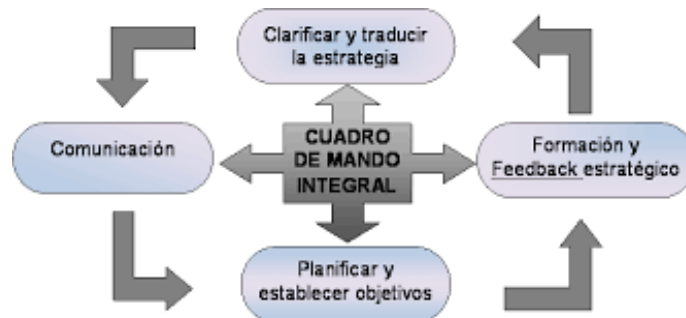 Clarificar y traducir
la estrategia
Comunicación
CUADRO
DE MANDO
INTEGRAL
Formación y
Feedback estratégico
Planificar y
establecer objetivos